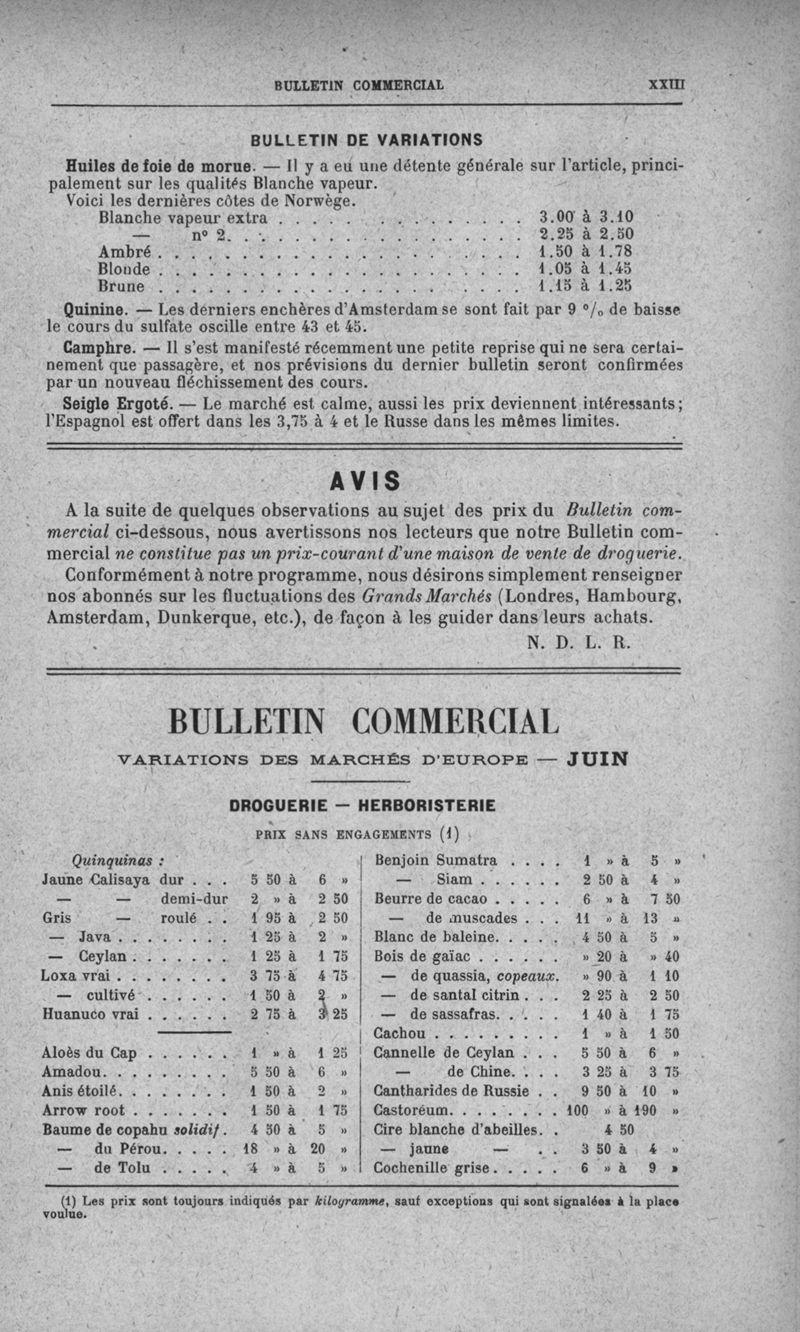 BULLETIN COMMERCIAL XXIII
BULLETIN DE VARIATIONS
Huiles de foie de morue. — Il y a eu une détente générale sur l'article, princi-
palement sur les qualités Blanche vapeur.
Voici les dernières côtes de Norwège.
Blanche vapeur extra . . . . . . . . . . . . . . . 3.00 à 3.10
— n° 2. . . . . . . . . . . . . . . . . . 2.25 à 2.50
Ambré . . . . . . . . . . . . . . . . . . . . . . 1.50 à 1.78
Blonde . . . . . . . . . . . . . . . . . . . . . . 1.05 à 1.45
Brune . . . . . . . . . . . . . . . . . . . . . . 1.15 à 1.25
Quinine. — Les derniers enchères d'Amsterdam se sont fait par 9 °/o de baisse
le cours du sulfate oscille entre 43 et 45.
Camphre. — Il s'est manifesté récemment une petite reprise qui ne sera certai-
nement que passagère, et nos prévisions du dernier bulletin seront confirmées
par un nouveau fléchissement des cours.
Seigle Ergoté. — Le marché est calme, aussi les prix deviennent intéressants;
l'Espagnol est offert dans les 3,75 à 4 et le Russe dans les mêmes limites.
AVIS
A la suite de quelques observations au sujet des prix du Bulletin com-
mercial ci-dessous, nous avertissons nos lecteurs que notre Bulletin com-
mercial ne constitue pas un prix-courant d'une maison de vente de droguerie.
Conformément à notre programme, nous désirons simplement renseigner
nos abonnés sur les fluctuations des Grands Marchés (Londres, Hambourg,
Amsterdam, Dunkerque, etc.), de façon à les guider dans leurs achats.
N. D. L. R.
BULLETIN COMMERCIAL
VARIATIONS DES MARCHÉS D'EUROPE — JUIN
DROGUERIE — HERBORISTERIE
PRIX SANS ENGAGEMENTS (1)
Quinquinas :
Jaune Calisaya dur . . . 5 50 à 6 »
— — demi-dur 2 » à 2 50
Gris — roulé . . 1 95 à 2 50
— Java . . . . . . . . 1 25 à 2 »
— Ceylan . . . . . . . 1 25 à 1 75
Loxa vrai . . . . . . . . 3 75 à 4 75
— cultivé . . . . . . 1 50 à 2 »
Huanuco vrai . . . . . . 2 75 à 3 25
Aloès du Cap . . . . . . 1 » à 1 25
Amadou. . . . . . . . . 5 50 à 6 »
Anis étoilé. . . . . . . . 1 50 à 2 »
Arrow root . . . . . . . 1 50 à 1 75
Baume de copahu solidif. 4 50 à 5 »
— du Pérou. . . . . 18 » à 20 »
— de Tolu . . . . . 4 » à 5 »
Benjoin Sumatra . . . . 1 » à 5 »
— Siam . . . . . . 2 50 à 4 »
Beurre de cacao . . . . . 6 » à 7 50
— de muscades . . . 11 » à 13 »
Blanc de baleine. . . . . 4 50 à 5 »
Bois de gaïac . . . . . . » 20 à » 40
— de quassia, copeaux. » 90 à 1 10
— de santal citrin . . . 2 25 à 2 50
— de sassafras. . . . . 1 40 à 1 75
Cachou . . . . . . . . . 1 » à 1 50
Cannelle de Ceylan . . . 5 50 à 6 »
— de Chine. . . . 3 25 à 3 75
Cantharides de Russie . . 9 50 à 10 »
Castoréum. . . . . . . . 100 » à 190 »
Cire blanche d'abeilles. . 4 50
— jaune — . . 3 50 à 4 »
Cochenille grise. . . . . 6 » à 9 »
(1) Les prix sont toujours indiqués par kilogramme, sauf exceptions qui sont signalées à la place
voulue.